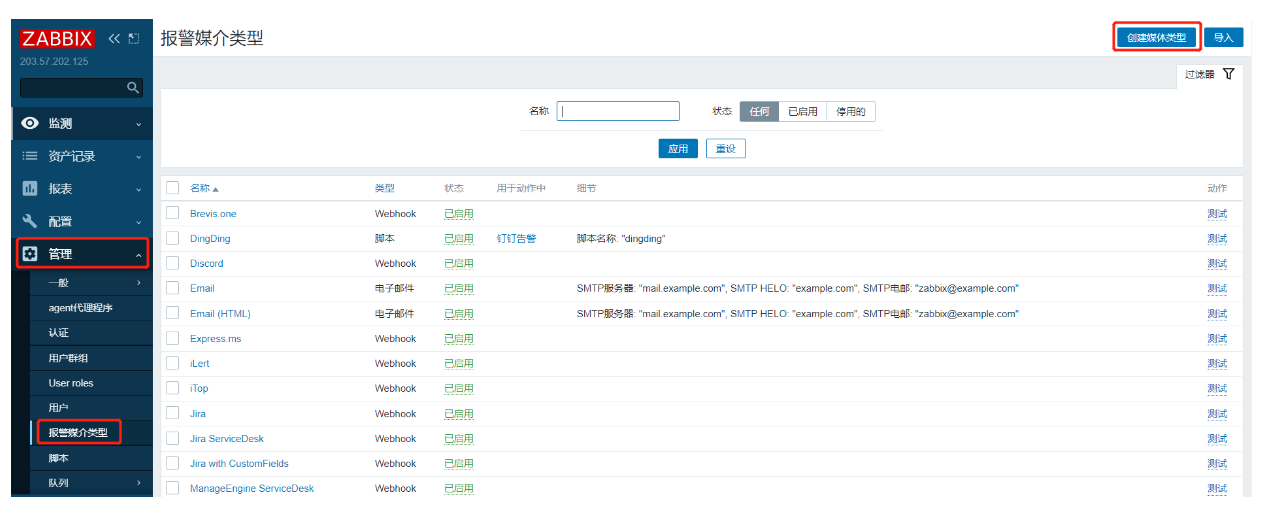 ZABBIX
203.57.202.125
监测
资产记录
报表
配置
管理
一般
agent代理程序
认证
用户群组
User roles
用户
报警媒介类型
脚本
队列
报警媒介类型 创建媒体类型 导入
过滤器
名称 状态 任何 已启用 停用的
应用 重设
名称 类型 状态 用于动作中 细节 动作
Brevis.one Webhook 已启用 测试
DingDing 脚本 已启用 钉钉告警 脚本名称: "dingding" 测试
Discord Webhook 已启用 测试
Email 电子邮件 已启用 SMTP服务器: "mail.example.com", SMTP HELO: "example.com", SMTP电邮: "zabbix@example.com" 测试
Email (HTML) 电子邮件 已启用 SMTP服务器: "mail.example.com", SMTP HELO: "example.com", SMTP电邮: "zabbix@example.com" 测试
Express.ms Webhook 已启用 测试
iLert Webhook 已启用 测试
iTop Webhook 已启用 测试
Jira Webhook 已启用 测试
Jira ServiceDesk Webhook 已启用 测试
Jira with CustomFields Webhook 已启用 测试
ManageEngine ServiceDesk Webhook 已启用 测试